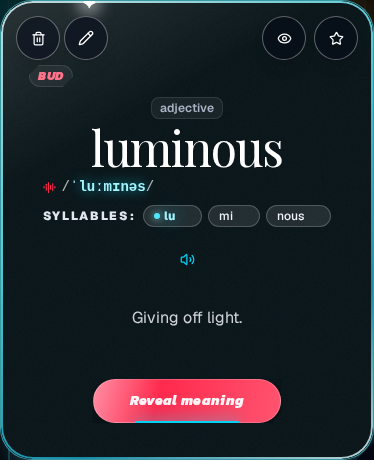 BUD
adjective
luminous
/ˈluːmɪnəs/
SYLLABLES: lu mi nous
Giving off light.
Reveal meaning